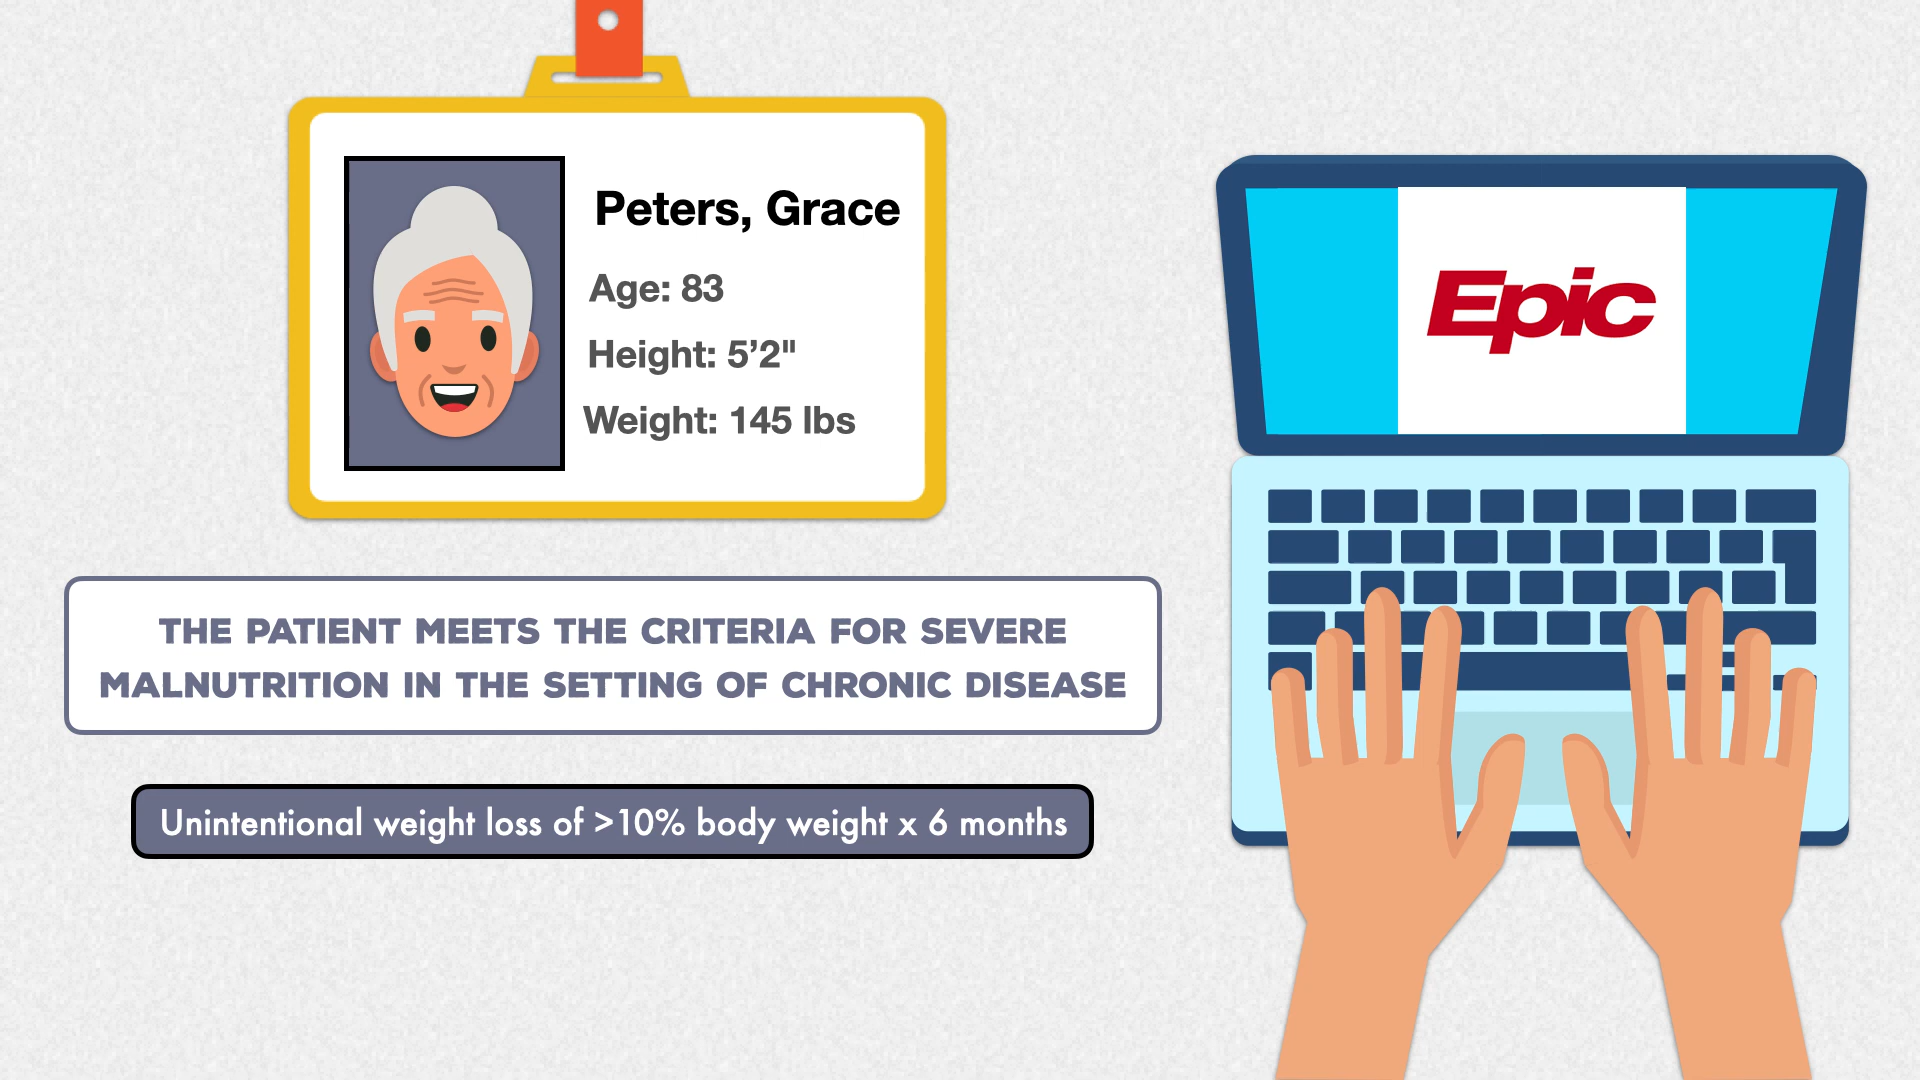 Peters, Grace
Age: 83
Height: 5’2"
Weight: 145 lbs
Epic
THE PATIENT MEETS THE CRITERIA FOR SEVERE
MALNUTRITION IN THE SETTING OF CHRONIC DISEASE
Unintentional weight loss of >10% body weight x 6 months